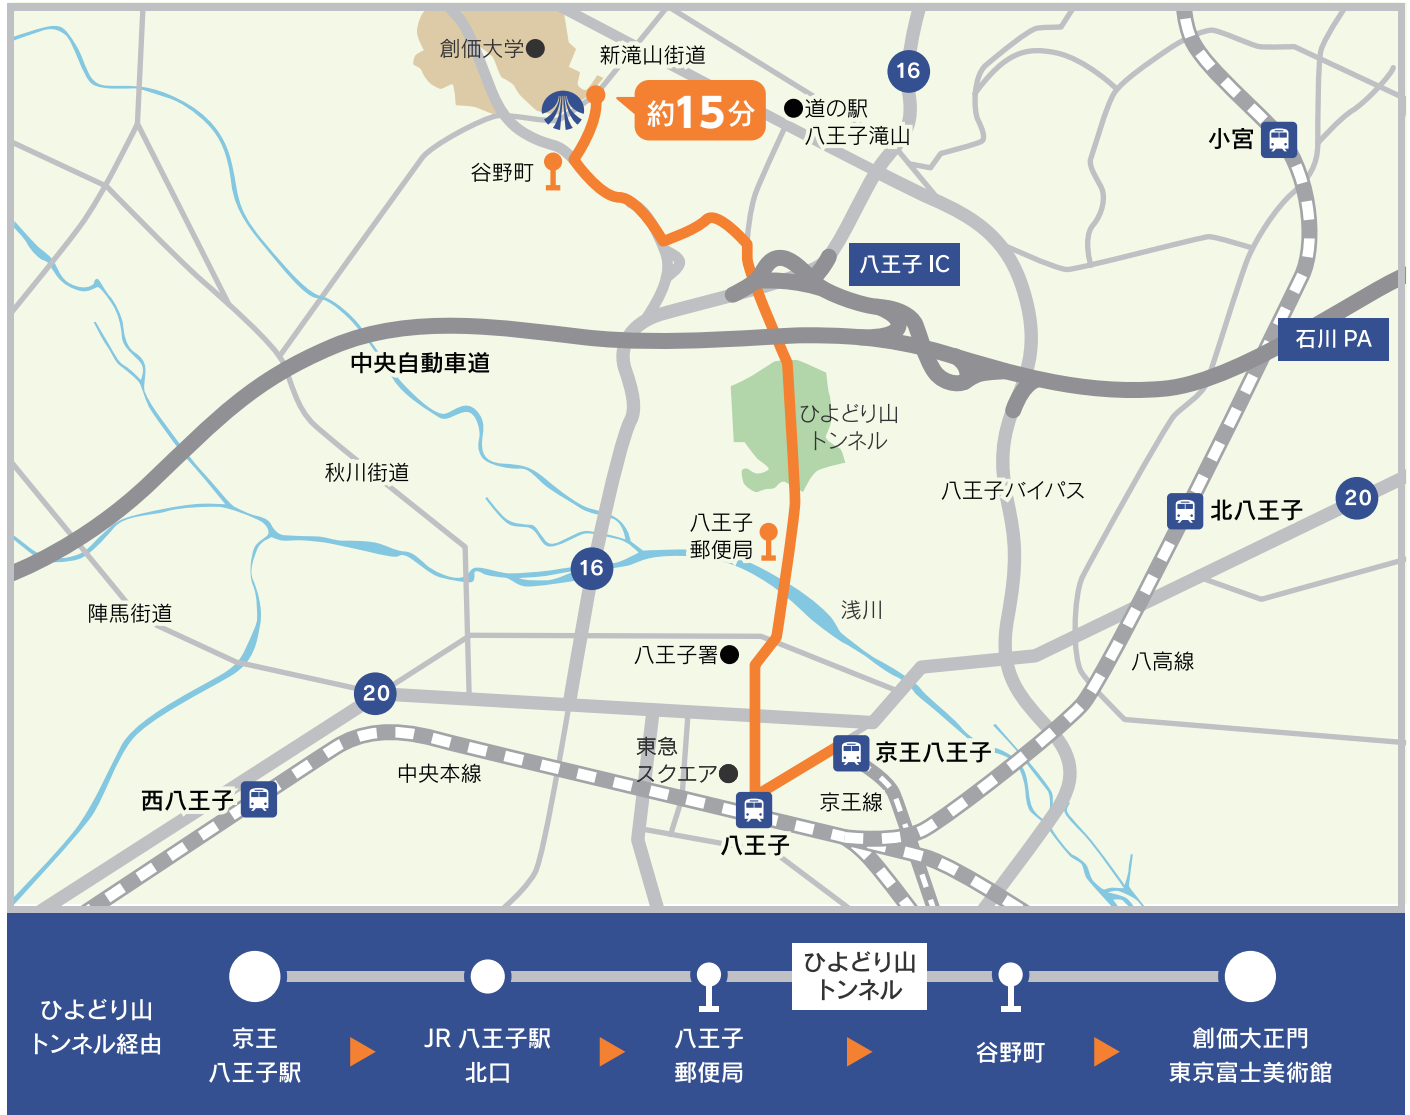 創価大学
新滝山街道
16
約15分
道の駅
八王子滝山
小宮
谷野町
八王子 IC
石川 PA
中央自動車道
ひよどり山
トンネル
秋川街道
八王子バイパス
20
北八王子
八王子
郵便局
16
陣馬街道
浅川
八王子署
八高線
20
東急
スクエア
京王八王子
中央本線
西八王子
京王線
八王子
ひよどり山
トンネル経由
京王
八王子駅
JR 八王子駅
北口
八王子
郵便局
ひよどり山
トンネル
谷野町
創価大正門
東京富士美術館